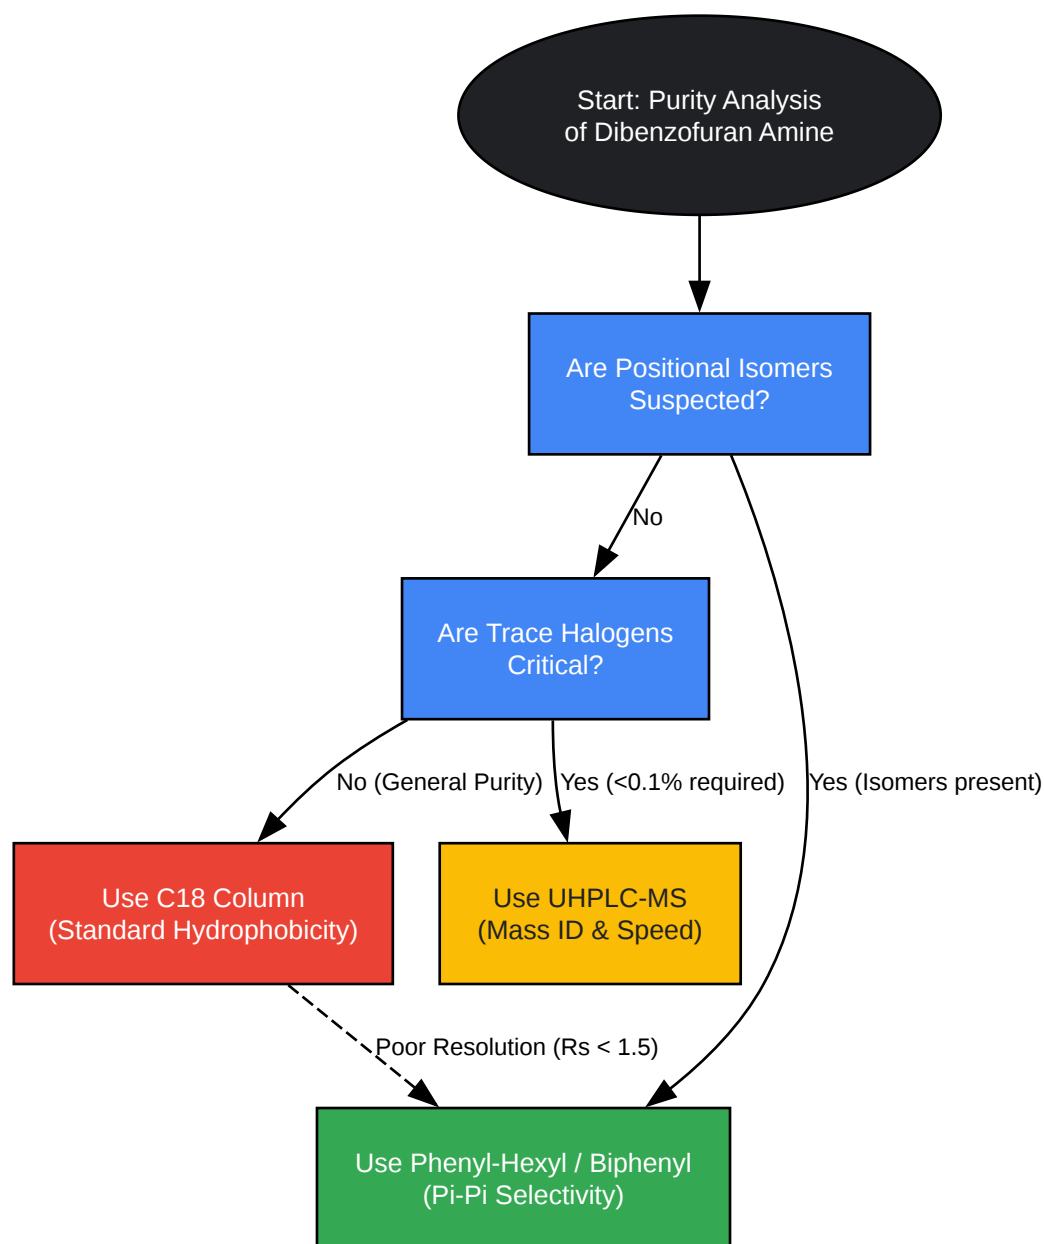 Start: Purity Analysis
of Dibenzofuran Amine
Are Positional Isomers
Suspected?
No
Are Trace Halogens
Critical?
No (General Purity)
Yes (<0.1% required)
Yes (Isomers present)
Use C18 Column
(Standard Hydrophobicity)
Use UHPLC-MS
(Mass ID & Speed)
Poor Resolution (Rs < 1.5)
Use Phenyl-Hexyl / Biphenyl
(Pi-Pi Selectivity)